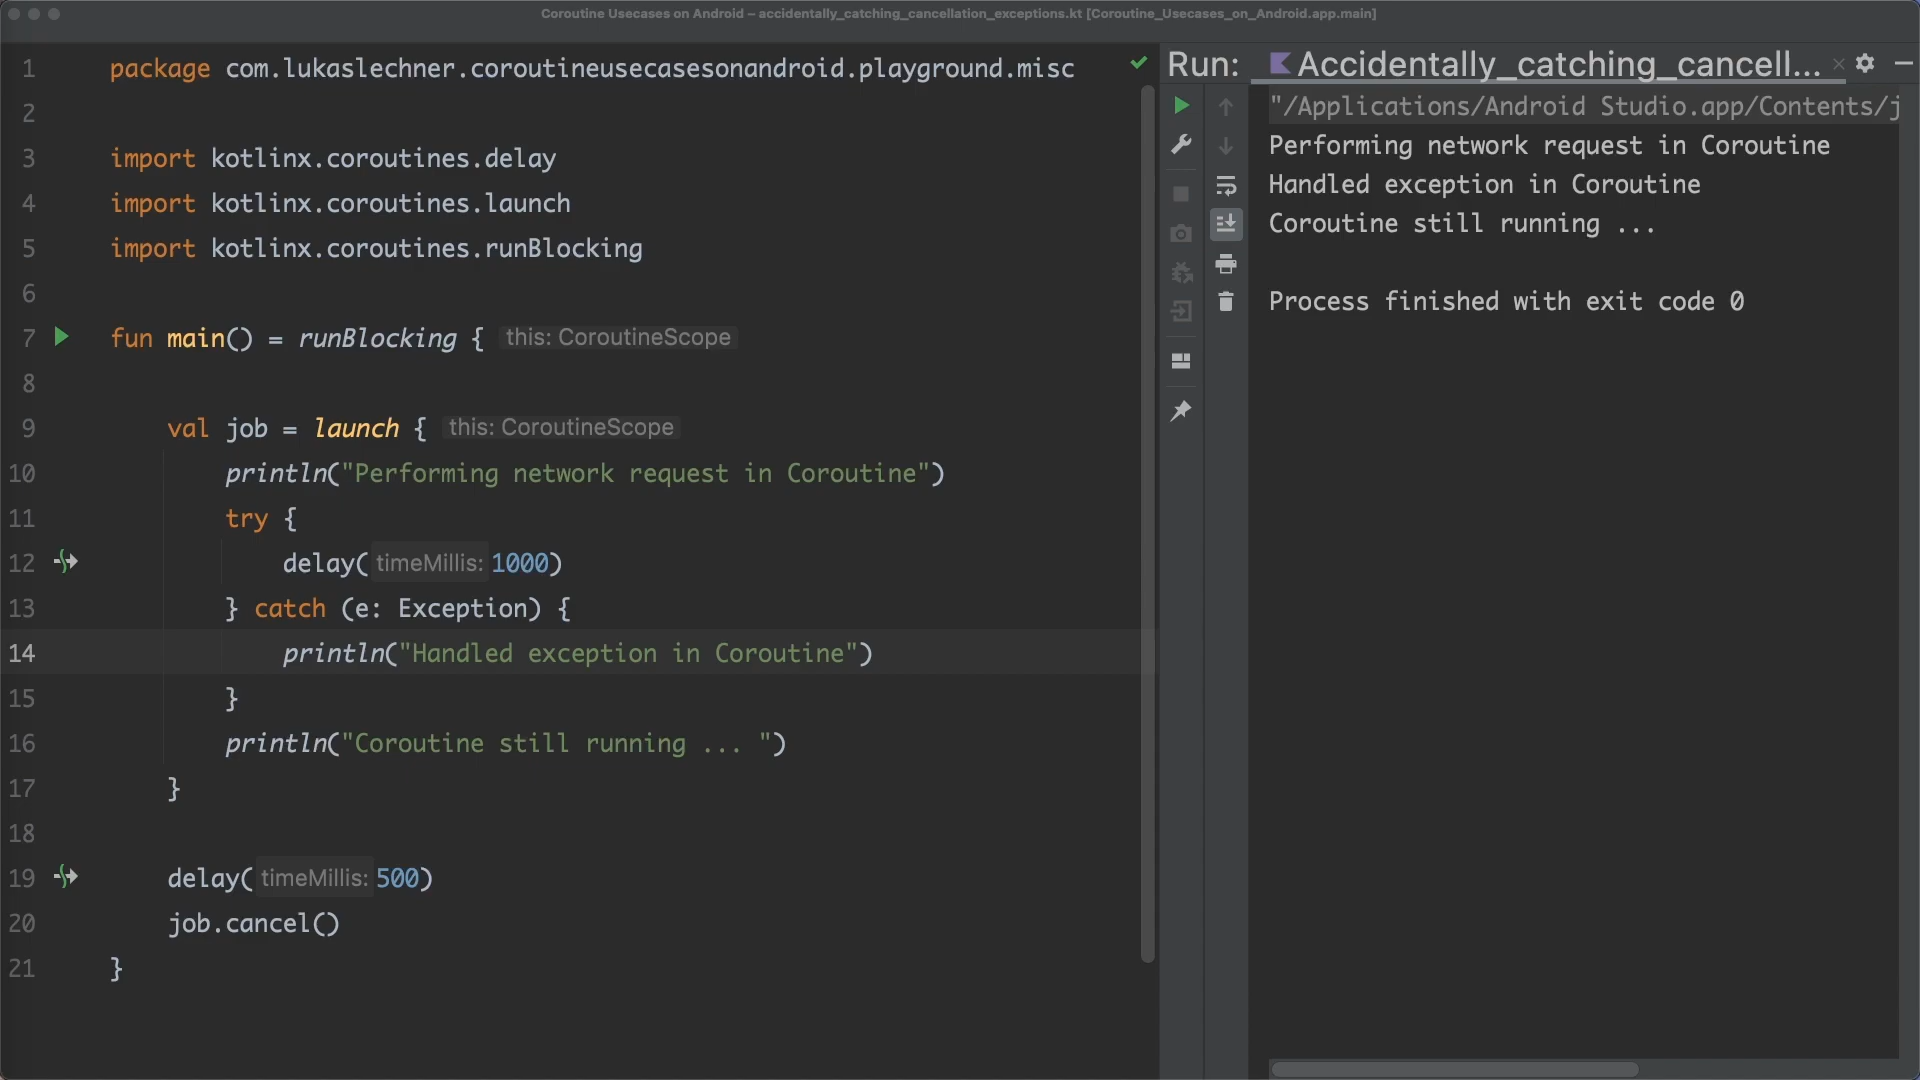 Coroutine Usecases on Android – accidentally_catching_cancellation_exceptions.kt [Coroutine_Usecases_on_Android.app.main]
1 package com.lukaslechner.coroutineusecasesonandroid.playground.misc
2
3 import kotlinx.coroutines.delay
4 import kotlinx.coroutines.launch
5 import kotlinx.coroutines.runBlocking
6
7 fun main() = runBlocking { this: CoroutineScope
8
9 val job = launch { this: CoroutineScope
10 println("Performing network request in Coroutine")
11 try {
12 delay( timeMillis: 1000)
13 } catch (e: Exception) {
14 println("Handled exception in Coroutine")
15 }
16 println("Coroutine still running ... ")
17 }
18
19 delay( timeMillis: 500)
20 job.cancel()
21 }
Run: Accidentally_catching_cancell...
"/Applications/Android Studio.app/Contents/j
Performing network request in Coroutine
Handled exception in Coroutine
Coroutine still running ...
Process finished with exit code 0